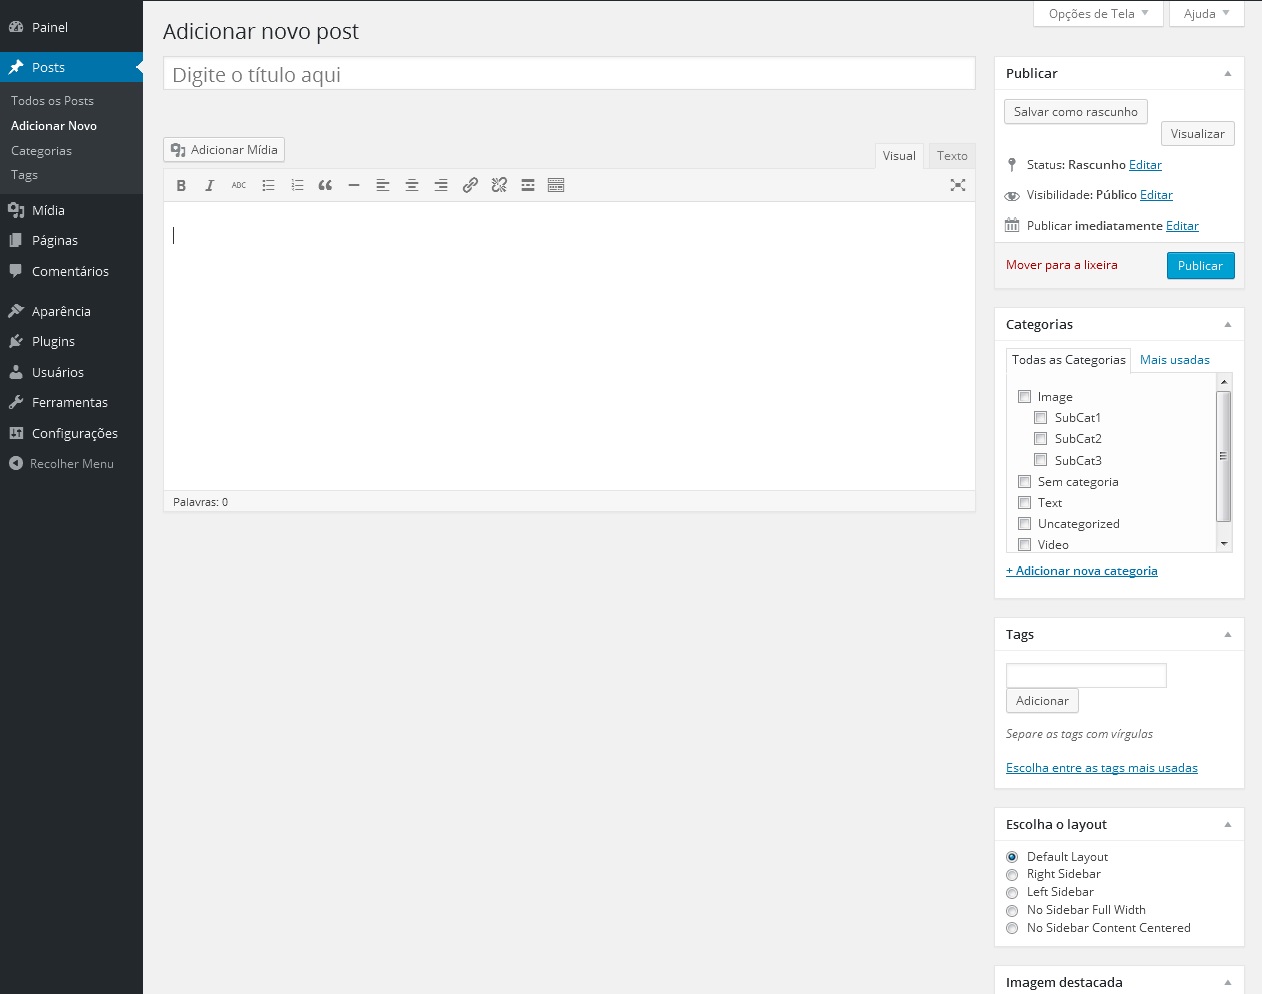 Painel
Posts
Todos os Posts
Adicionar Novo
Categorias
Tags
Mídia
Páginas
Comentários
Aparência
Plugins
Usuários
Ferramentas
Configurações
Recolher Menu
Opções de Tela
Ajuda
Adicionar novo post
Digite o título aqui
Adicionar Mídia
Visual
Texto
B I ABC
Palavras: 0
Publicar
Salvar como rascunho
Visualizar
Status: Rascunho Editar
Visibilidade: Público Editar
Publicar imediatamente Editar
Mover para a lixeira
Publicar
Categorias
Todas as Categorias
Mais usadas
Image
SubCat1
SubCat2
SubCat3
Sem categoria
Text
Uncategorized
Video
+ Adicionar nova categoria
Tags
Adicionar
Separe as tags com vírgulas
Escolha entre as tags mais usadas
Escolha o layout
Default Layout
Right Sidebar
Left Sidebar
No Sidebar Full Width
No Sidebar Content Centered
Imagem destacada